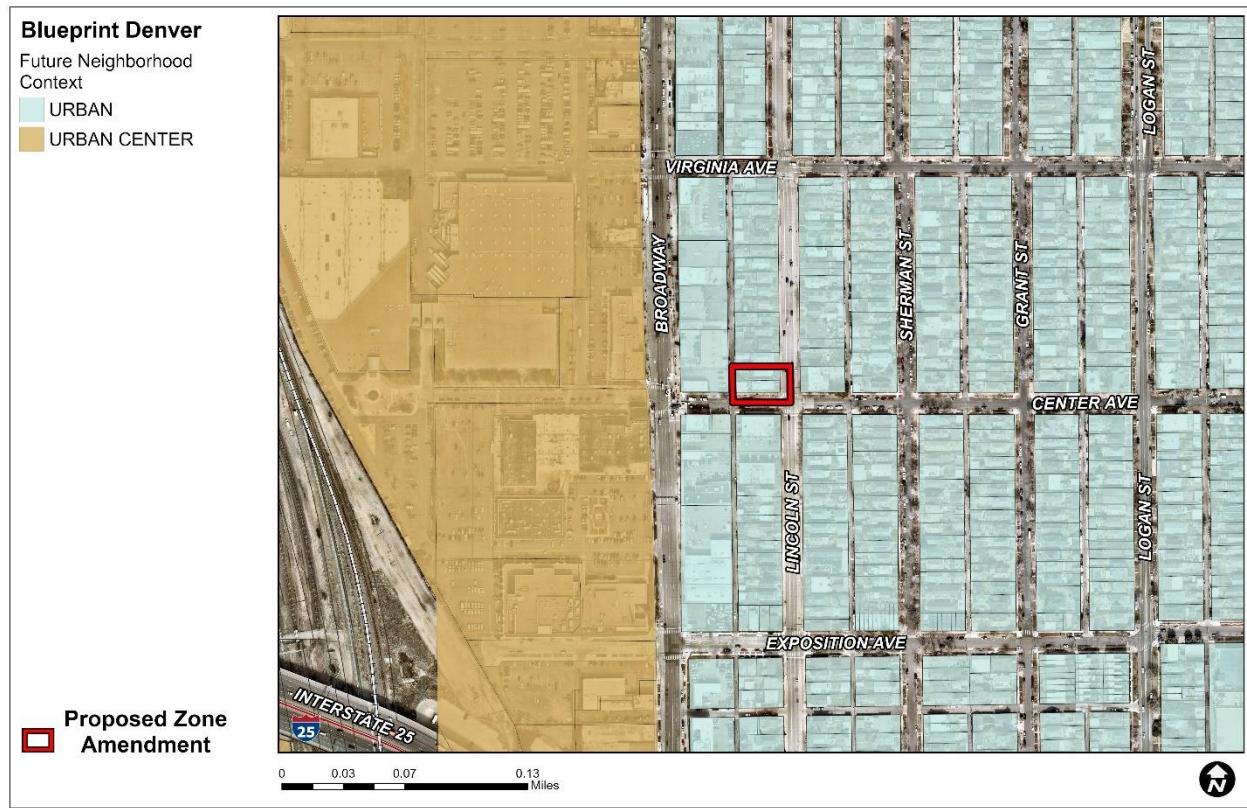 Blueprint Denver
Future Neighborhood
Context
URBAN
URBAN CENTER
Proposed Zone
Amendment
VIRGINIA AVE
LOGAN ST
BROADWAY
SHERMAN ST
GRANT ST
CENTER AVE
LINCOLN ST
LOGAN ST
EXPOSITION AVE
INTERSTATE 25
25
0 0.03 0.07 0.13
Miles
N